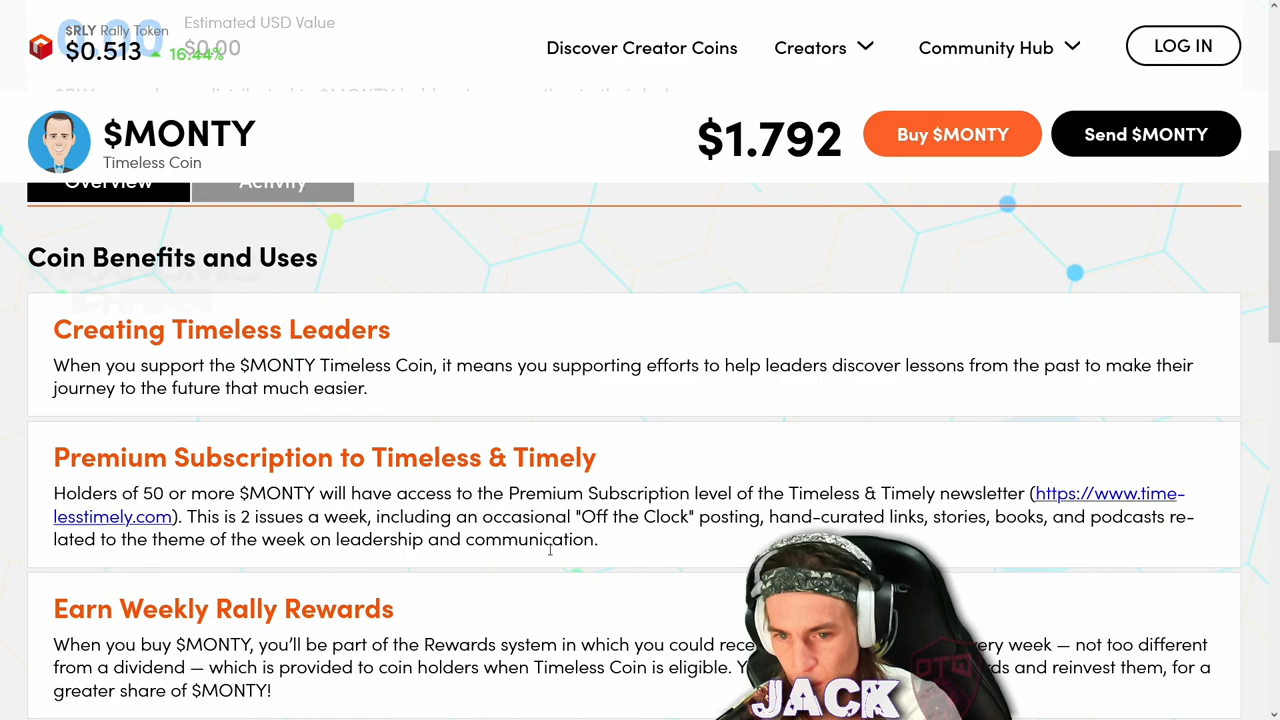 $RLY Rally Token
$0.513 16.44%
0.00
Estimated USD Value
$0.00
Discover Creator Coins
Creators
Community Hub
LOG IN
$MONTY
Timeless Coin
$1.792
Buy $MONTY
Send $MONTY
Overview
Activity
Coin Benefits and Uses
Creating Timeless Leaders
When you support the $MONTY Timeless Coin, it means you supporting efforts to help leaders discover lessons from the past to make their
journey to the future that much easier.
Premium Subscription to Timeless & Timely
Holders of 50 or more $MONTY will have access to the Premium Subscription level of the Timeless & Timely newsletter (https://www.time-
lesstimely.com). This is 2 issues a week, including an occasional "Off the Clock" posting, hand-curated links, stories, books, and podcasts re-
lated to the theme of the week on leadership and communication.
Earn Weekly Rally Rewards
When you buy $MONTY, you'll be part of the Rewards system in which you could rece very week — not too different
from a dividend — which is provided to coin holders when Timeless Coin is eligible. Y ds and reinvest them, for a
greater share of $MONTY!
JACK